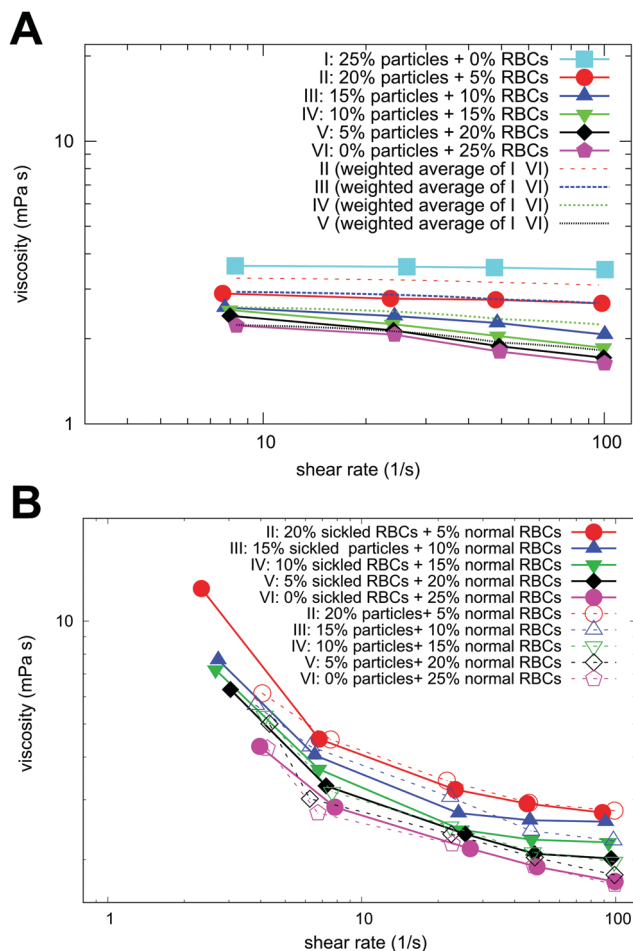 A
I: 25% particles + 0% RBCs
II: 20% particles + 5% RBCs
III: 15% particles + 10% RBCs
IV: 10% particles + 15% RBCs
V: 5% particles + 20% RBCs
VI: 0% particles + 25% RBCs
II (weighted average of I VI)
III (weighted average of I VI)
IV (weighted average of I VI)
V (weighted average of I VI)
10
1
viscosity (mPa s)
10
100
shear rate (1/s)
B
II: 20% sickled RBCs + 5% normal RBCs
III: 15% sickled particles + 10% normal RBCs
IV: 10% sickled RBCs + 15% normal RBCs
V: 5% sickled RBCs + 20% normal RBCs
VI: 0% sickled RBCs + 25% normal RBCs
II: 20% particles+ 5% normal RBCs
III: 15% particles+ 10% normal RBCs
IV: 10% particles+ 15% normal RBCs
V: 5% particles+ 20% normal RBCs
VI: 0% particles+ 25% normal RBCs
10
viscosity (mPa s)
1
10
100
shear rate (1/s)